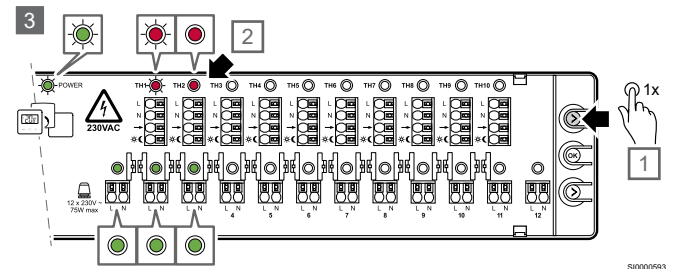 3
2
1x
POWER
TH1 TH2 TH3 TH4 TH5 TH6 TH7 TH8 TH9 TH10
L
N
230VAC
OK
1
12 x 230V ~
75W max
L N L N L N L N L N L N L N L N L N L N L N L N
4 5 6 7 8 9 10 11 12
SI0000593